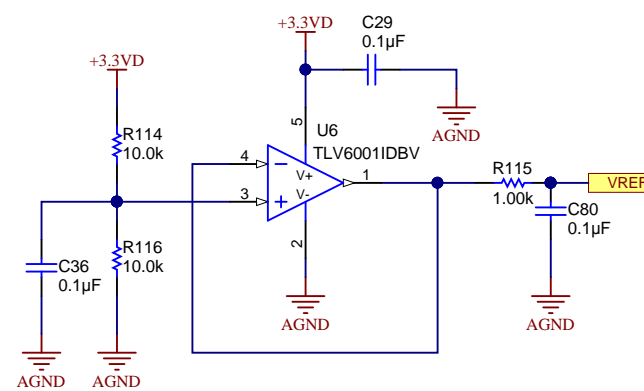 +3.3VD
C29
0.1µF
+3.3VD
AGND
R114
10.0k
5
U6
TLV6001IDBV
4
V+
3
V-
1
2
R115
1.00k
VREF
C80
0.1µF
C36
0.1µF
R116
10.0k
AGND
AGND
AGND
AGND